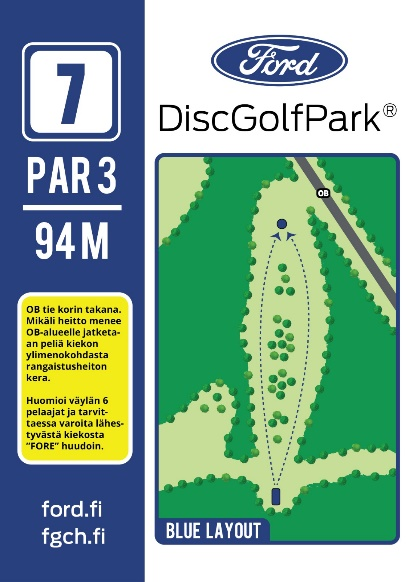 7
PAR 3
94 M
OB tie korin takana.
Mikäli heitto menee
OB-alueelle jatketa-
an peliä kiekon
ylimenokohdasta
rangaistusheiton
kera.
Huomioi väylän 6
pelaajat ja tarvit-
taessa varoita lähes-
tyvästä kiekosta
"FORE" huudoin.
ford.fi
fgch.fi
Ford
DiscGolfPark®
OB
BLUE LAYOUT